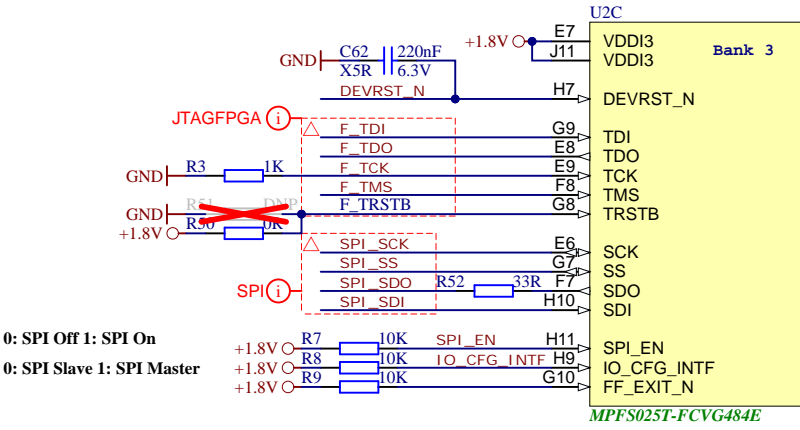 U2C
+1.8V E7 VDDI3 Bank 3
J11 VDDI3
GND C62 220nF
X5R 6.3V
DEVRST_N H7 DEVRST_N
JTAGFPGA i
F_TDI G9 TDI
F_TDO E8 TDO
GND R3 1K F_TCK E9 TCK
F_TMS F8 TMS
GND R51 DNP F_TRSTB G8 TRSTB
+1.8V R50 0R
SPI_SCK E6 SCK
SPI_SS G7 SS
SPI i SPI_SDO R52 33R F7 SDO
SPI_SDI H10 SDI
0: SPI Off 1: SPI On
+1.8V R7 10K SPI_EN H11 SPI_EN
0: SPI Slave 1: SPI Master
+1.8V R8 10K IO_CFG_INTF H9 IO_CFG_INTF
+1.8V R9 10K G10 FF_EXIT_N
MPFS025T-FCVG484E